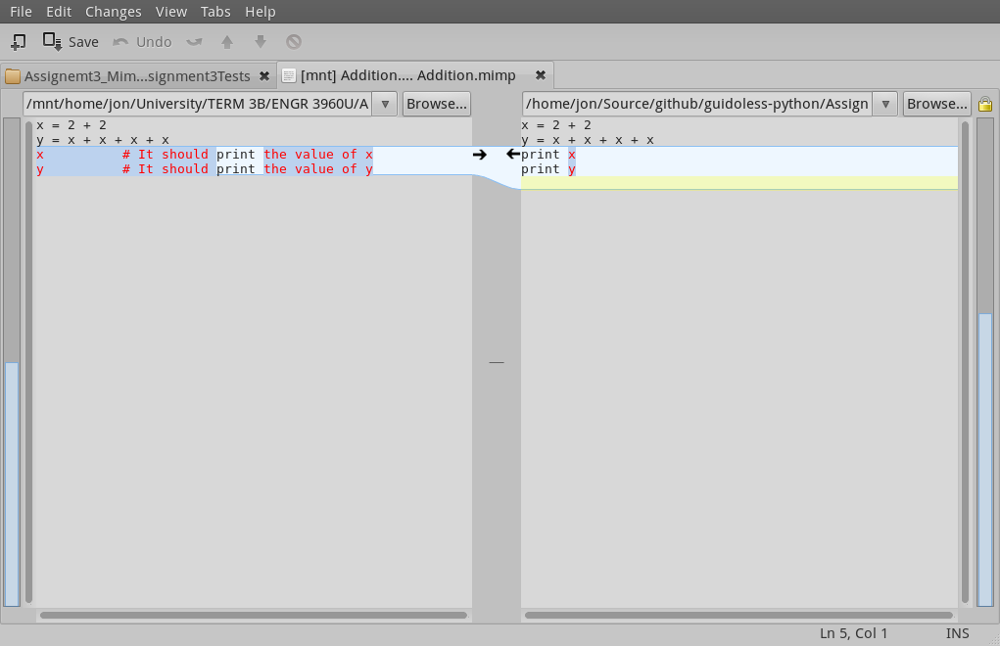 File Edit Changes View Tabs Help
Save Undo
Assignemt3_Mim...signment3Tests [mnt] Addition.... Addition.mimp
/mnt/home/jon/University/TERM 3B/ENGR 3960U/A Browse... /home/jon/Source/github/guidoless-python/Assign Browse...
x = 2 + 2
y = x + x + x + x
x # It should print the value of x
y # It should print the value of y
x = 2 + 2
y = x + x + x + x
print x
print y
Ln 5, Col 1 INS